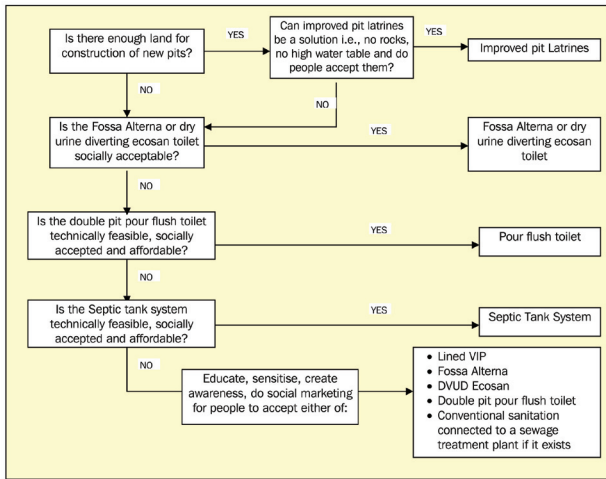 Is there enough land for
construction of new pits?
YES
Can improved pit latrines
be a solution i.e., no rocks,
no high water table and do
people accept them?
YES
Improved pit Latrines
NO
NO
Is the Fossa Alterna or dry
urine diverting ecosan toilet
socially acceptable?
YES
Fossa Alterna or dry
urine diverting ecosan
toilet
NO
Is the double pit pour flush toilet
technically feasible, socially
accepted and affordable?
YES
Pour flush toilet
NO
Is the Septic tank system
technically feasible, socially
accepted and affordable?
YES
Septic Tank System
NO
Educate, sensitise, create
awareness, do social marketing
for people to accept either of:
• Lined VIP
• Fossa Alterna
• DVUD Ecosan
• Double pit pour flush toilet
• Conventional sanitation
connected to a sewage
treatment plant if it exists